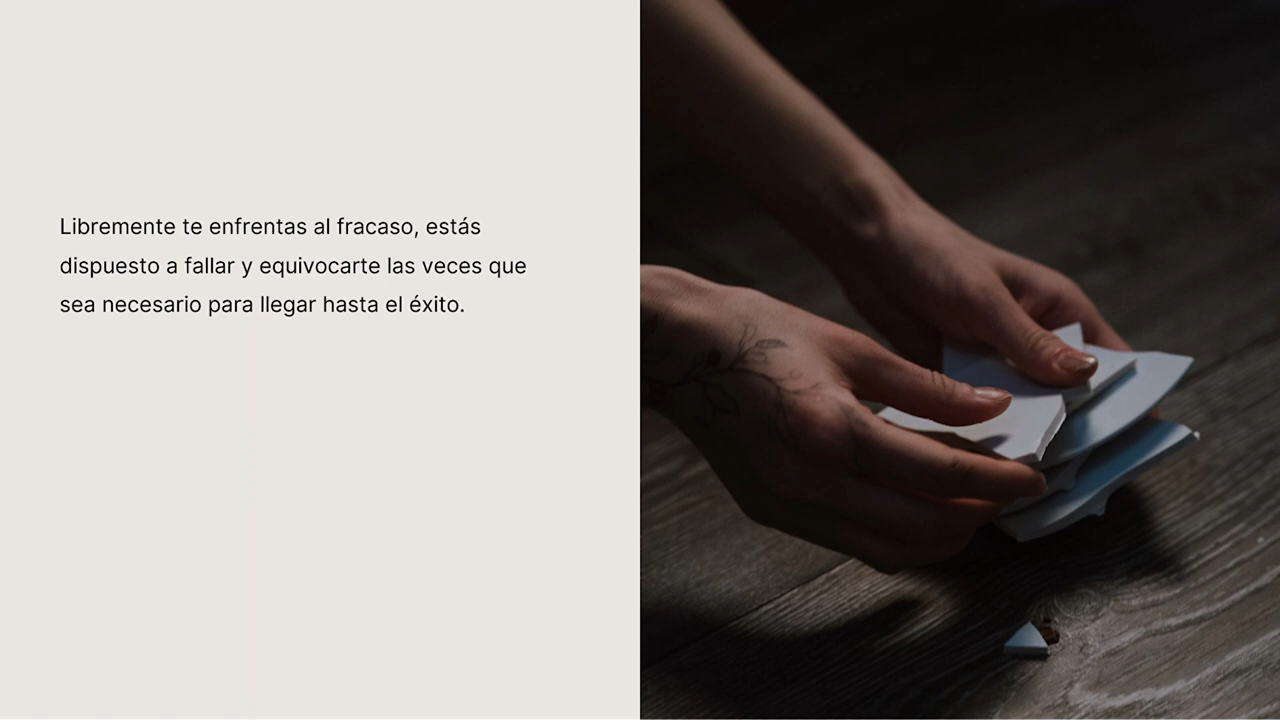 Libremente te enfrentas al fracaso, estás
dispuesto a fallar y equivocarte las veces que
sea necesario para llegar hasta el éxito.